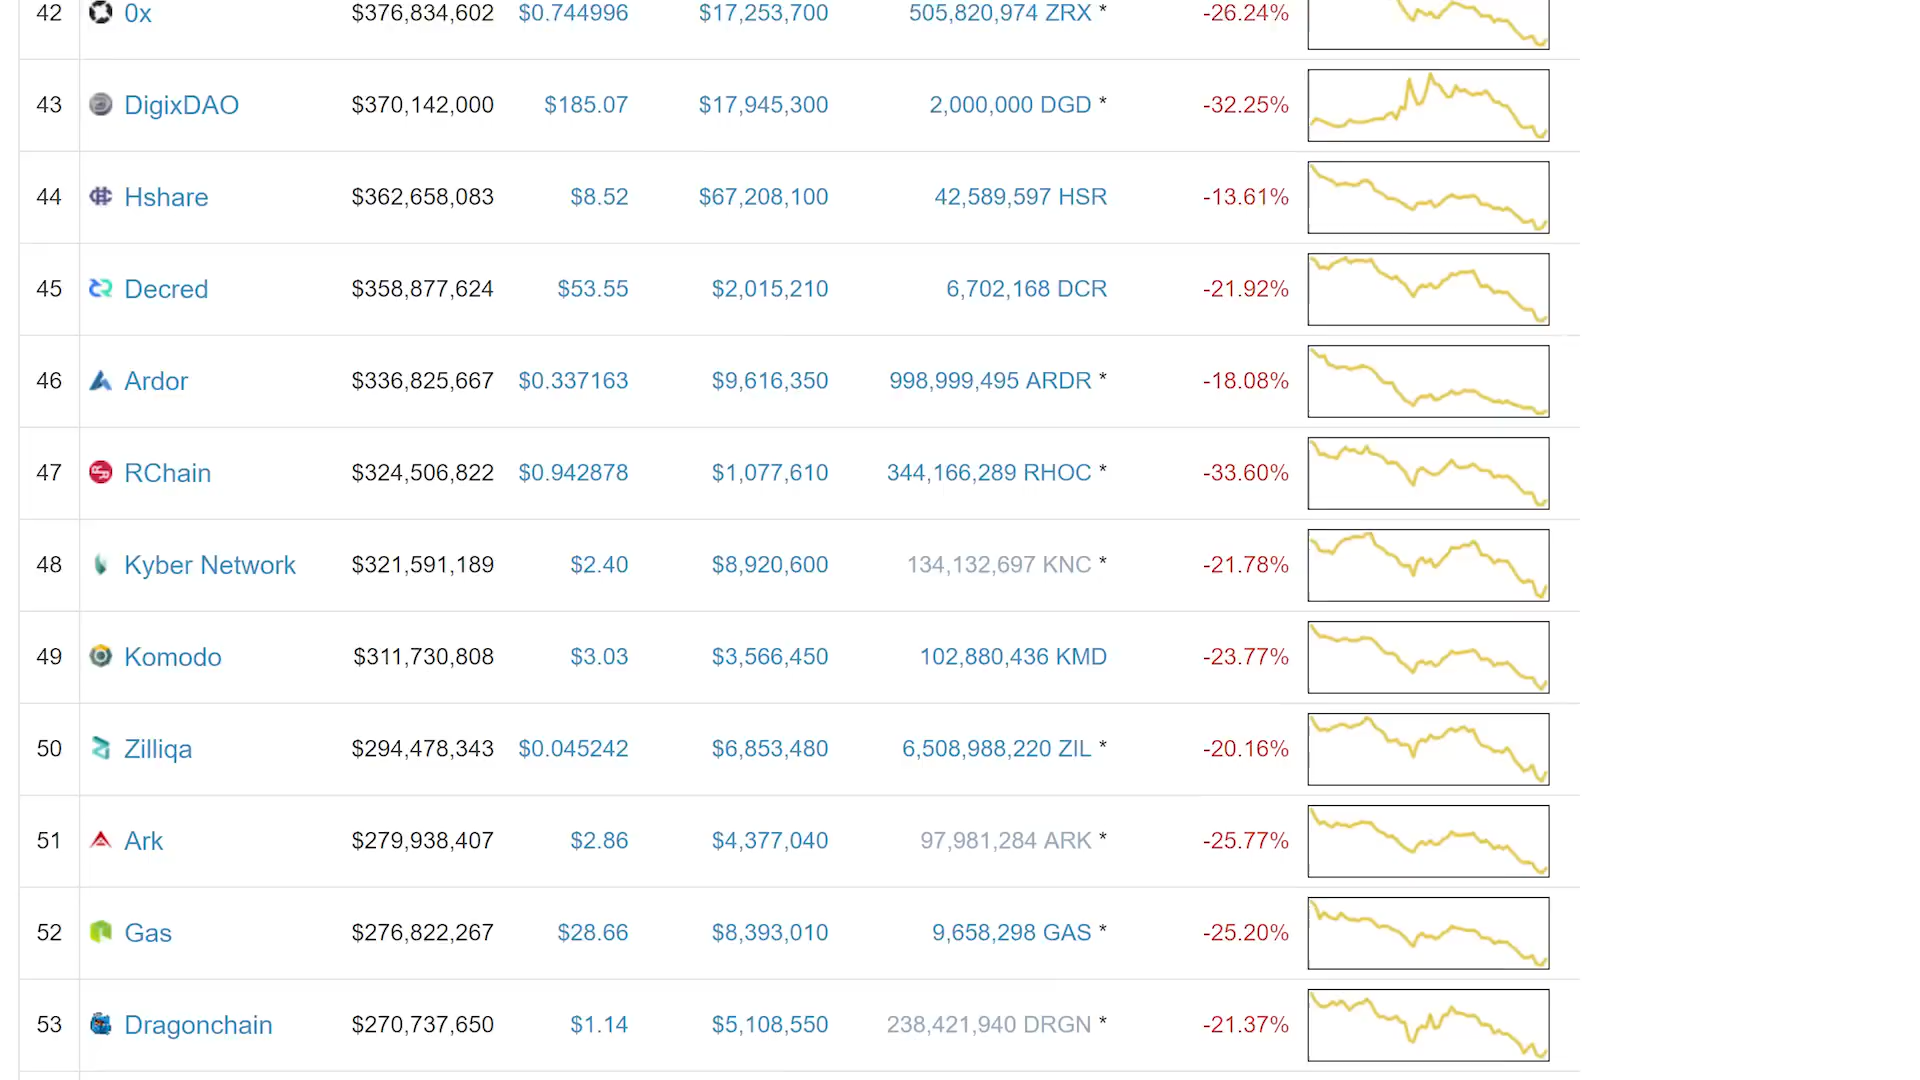 42 0x $376,834,602 $0.744996 $17,253,700 505,820,974 ZRX * -26.24%
43 DigixDAO $370,142,000 $185.07 $17,945,300 2,000,000 DGD * -32.25%
44 Hshare $362,658,083 $8.52 $67,208,100 42,589,597 HSR -13.61%
45 Decred $358,877,624 $53.55 $2,015,210 6,702,168 DCR -21.92%
46 Ardor $336,825,667 $0.337163 $9,616,350 998,999,495 ARDR * -18.08%
47 RChain $324,506,822 $0.942878 $1,077,610 344,166,289 RHOC * -33.60%
48 Kyber Network $321,591,189 $2.40 $8,920,600 134,132,697 KNC * -21.78%
49 Komodo $311,730,808 $3.03 $3,566,450 102,880,436 KMD -23.77%
50 Zilliqa $294,478,343 $0.045242 $6,853,480 6,508,988,220 ZIL * -20.16%
51 Ark $279,938,407 $2.86 $4,377,040 97,981,284 ARK * -25.77%
52 Gas $276,822,267 $28.66 $8,393,010 9,658,298 GAS * -25.20%
53 Dragonchain $270,737,650 $1.14 $5,108,550 238,421,940 DRGN * -21.37%